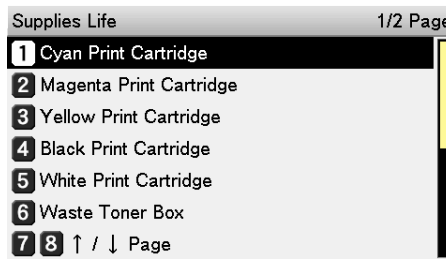 Supplies Life 1/2 Page
1 Cyan Print Cartridge
2 Magenta Print Cartridge
3 Yellow Print Cartridge
4 Black Print Cartridge
5 White Print Cartridge
6 Waste Toner Box
7 8 ↑ / ↓ Page